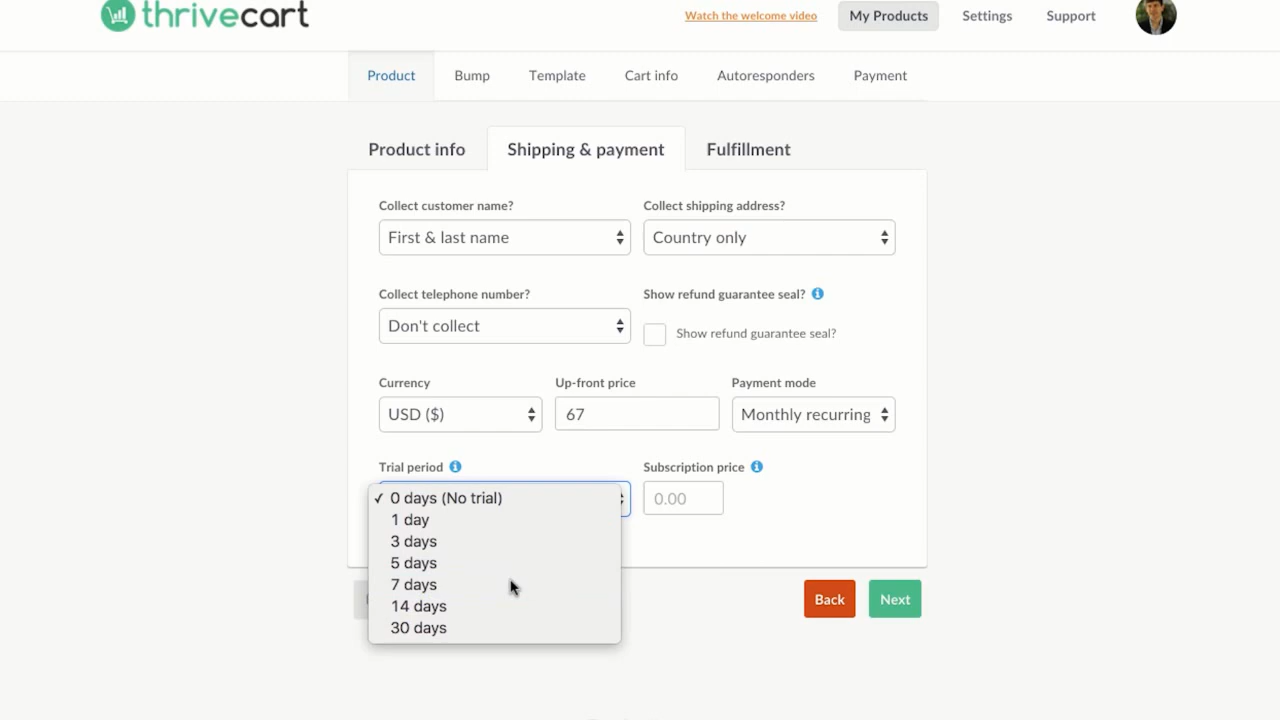 thrivecart
Watch the welcome video
My Products
Settings
Support
Product
Bump
Template
Cart info
Autoresponders
Payment
Product info
Shipping & payment
Fulfillment
Collect customer name?
Collect shipping address?
First & last name
Country only
Collect telephone number?
Show refund guarantee seal?
Don't collect
Show refund guarantee seal?
Currency
Up-front price
Payment mode
USD ($)
67
Monthly recurring
Trial period
Subscription price
✓ 0 days (No trial)
0.00
1 day
3 days
5 days
7 days
14 days
30 days
Back
Next